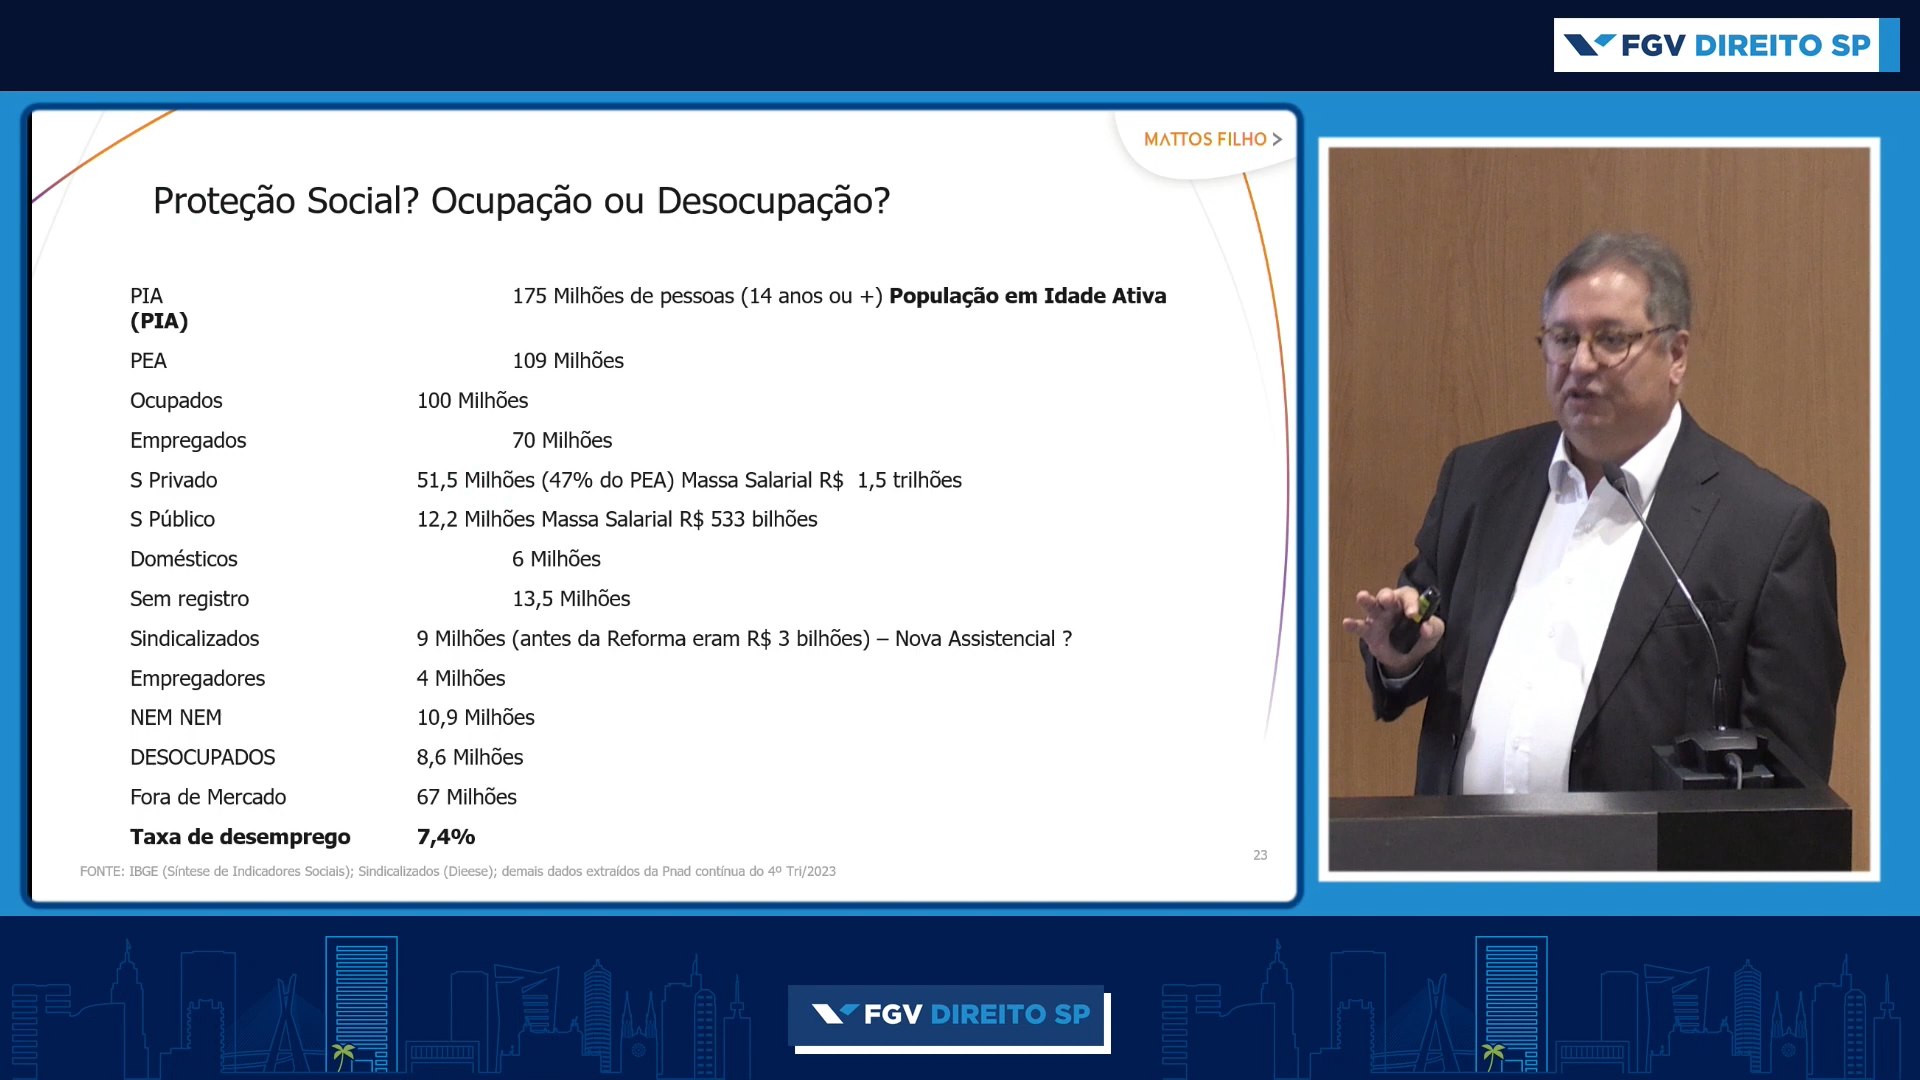 FGV DIREITO SP
MATTOS FILHO >
Proteção Social? Ocupação ou Desocupação?
PIA 175 Milhões de pessoas (14 anos ou +) População em Idade Ativa
(PIA)
PEA 109 Milhões
Ocupados 100 Milhões
Empregados 70 Milhões
S Privado 51,5 Milhões (47% do PEA) Massa Salarial R$ 1,5 trilhões
S Público 12,2 Milhões Massa Salarial R$ 533 bilhões
Domésticos 6 Milhões
Sem registro 13,5 Milhões
Sindicalizados 9 Milhões (antes da Reforma eram R$ 3 bilhões) – Nova Assistencial ?
Empregadores 4 Milhões
NEM NEM 10,9 Milhões
DESOCUPADOS 8,6 Milhões
Fora de Mercado 67 Milhões
Taxa de desemprego 7,4%
23
FONTE: IBGE (Síntese de Indicadores Sociais); Sindicalizados (Dieese); demais dados extraídos da Pnad contínua do 4º Tri/2023
FGV DIREITO SP